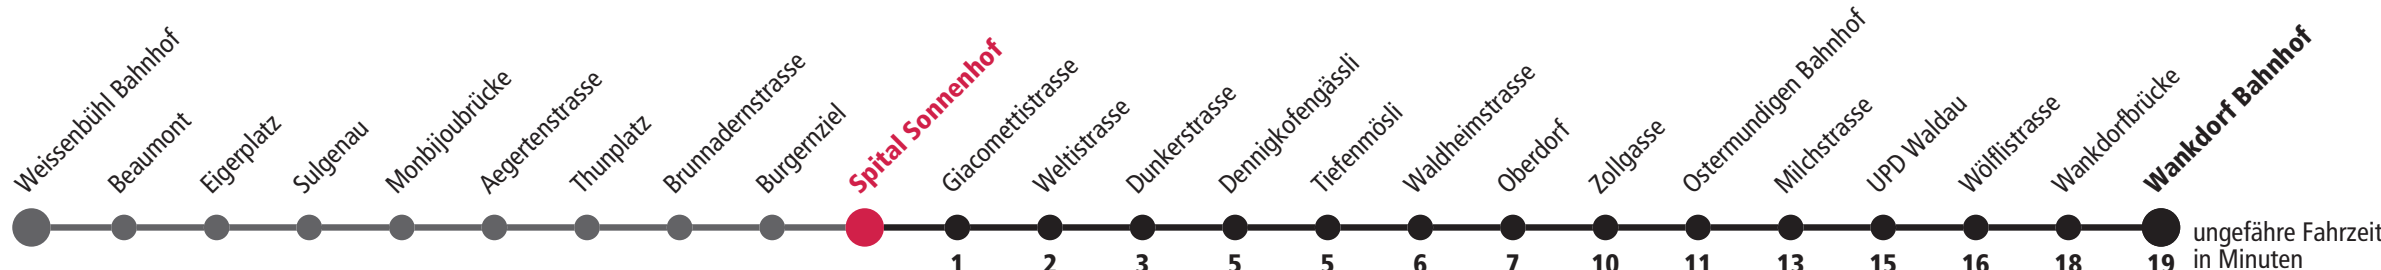 Weissenbühl Bahnhof
Beaumont
Eigerplatz
Sulgenau
Monbijoubrücke
Aegertenstrasse
Thunplatz
Brunnadernstrasse
Burgernziel
Spital Sonnenhof
Giacomettistrasse
Weltistrasse
Dunkerstrasse
Dennigkofengässli
Tiefenmösli
Waldheimstrasse
Oberdorf
Zollgasse
Ostermundigen Bahnhof
Milchstrasse
UPD Waldau
Wölflistrasse
Wankdorfbrücke
Wankdorf Bahnhof
1 2 3 5 5 6 7 10 11 13 15 16 18 19
ungefähre Fahrzeit
in Minuten